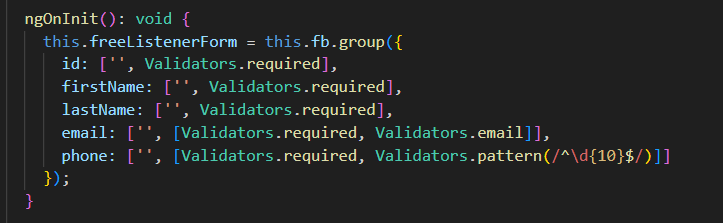 ngOnInit(): void {
this.freeListenerForm = this.fb.group({
id: ['', Validators.required],
firstName: ['', Validators.required],
lastName: ['', Validators.required],
email: ['', [Validators.required, Validators.email]],
phone: ['', [Validators.required, Validators.pattern(/^\d{10}$/)]]
});
}